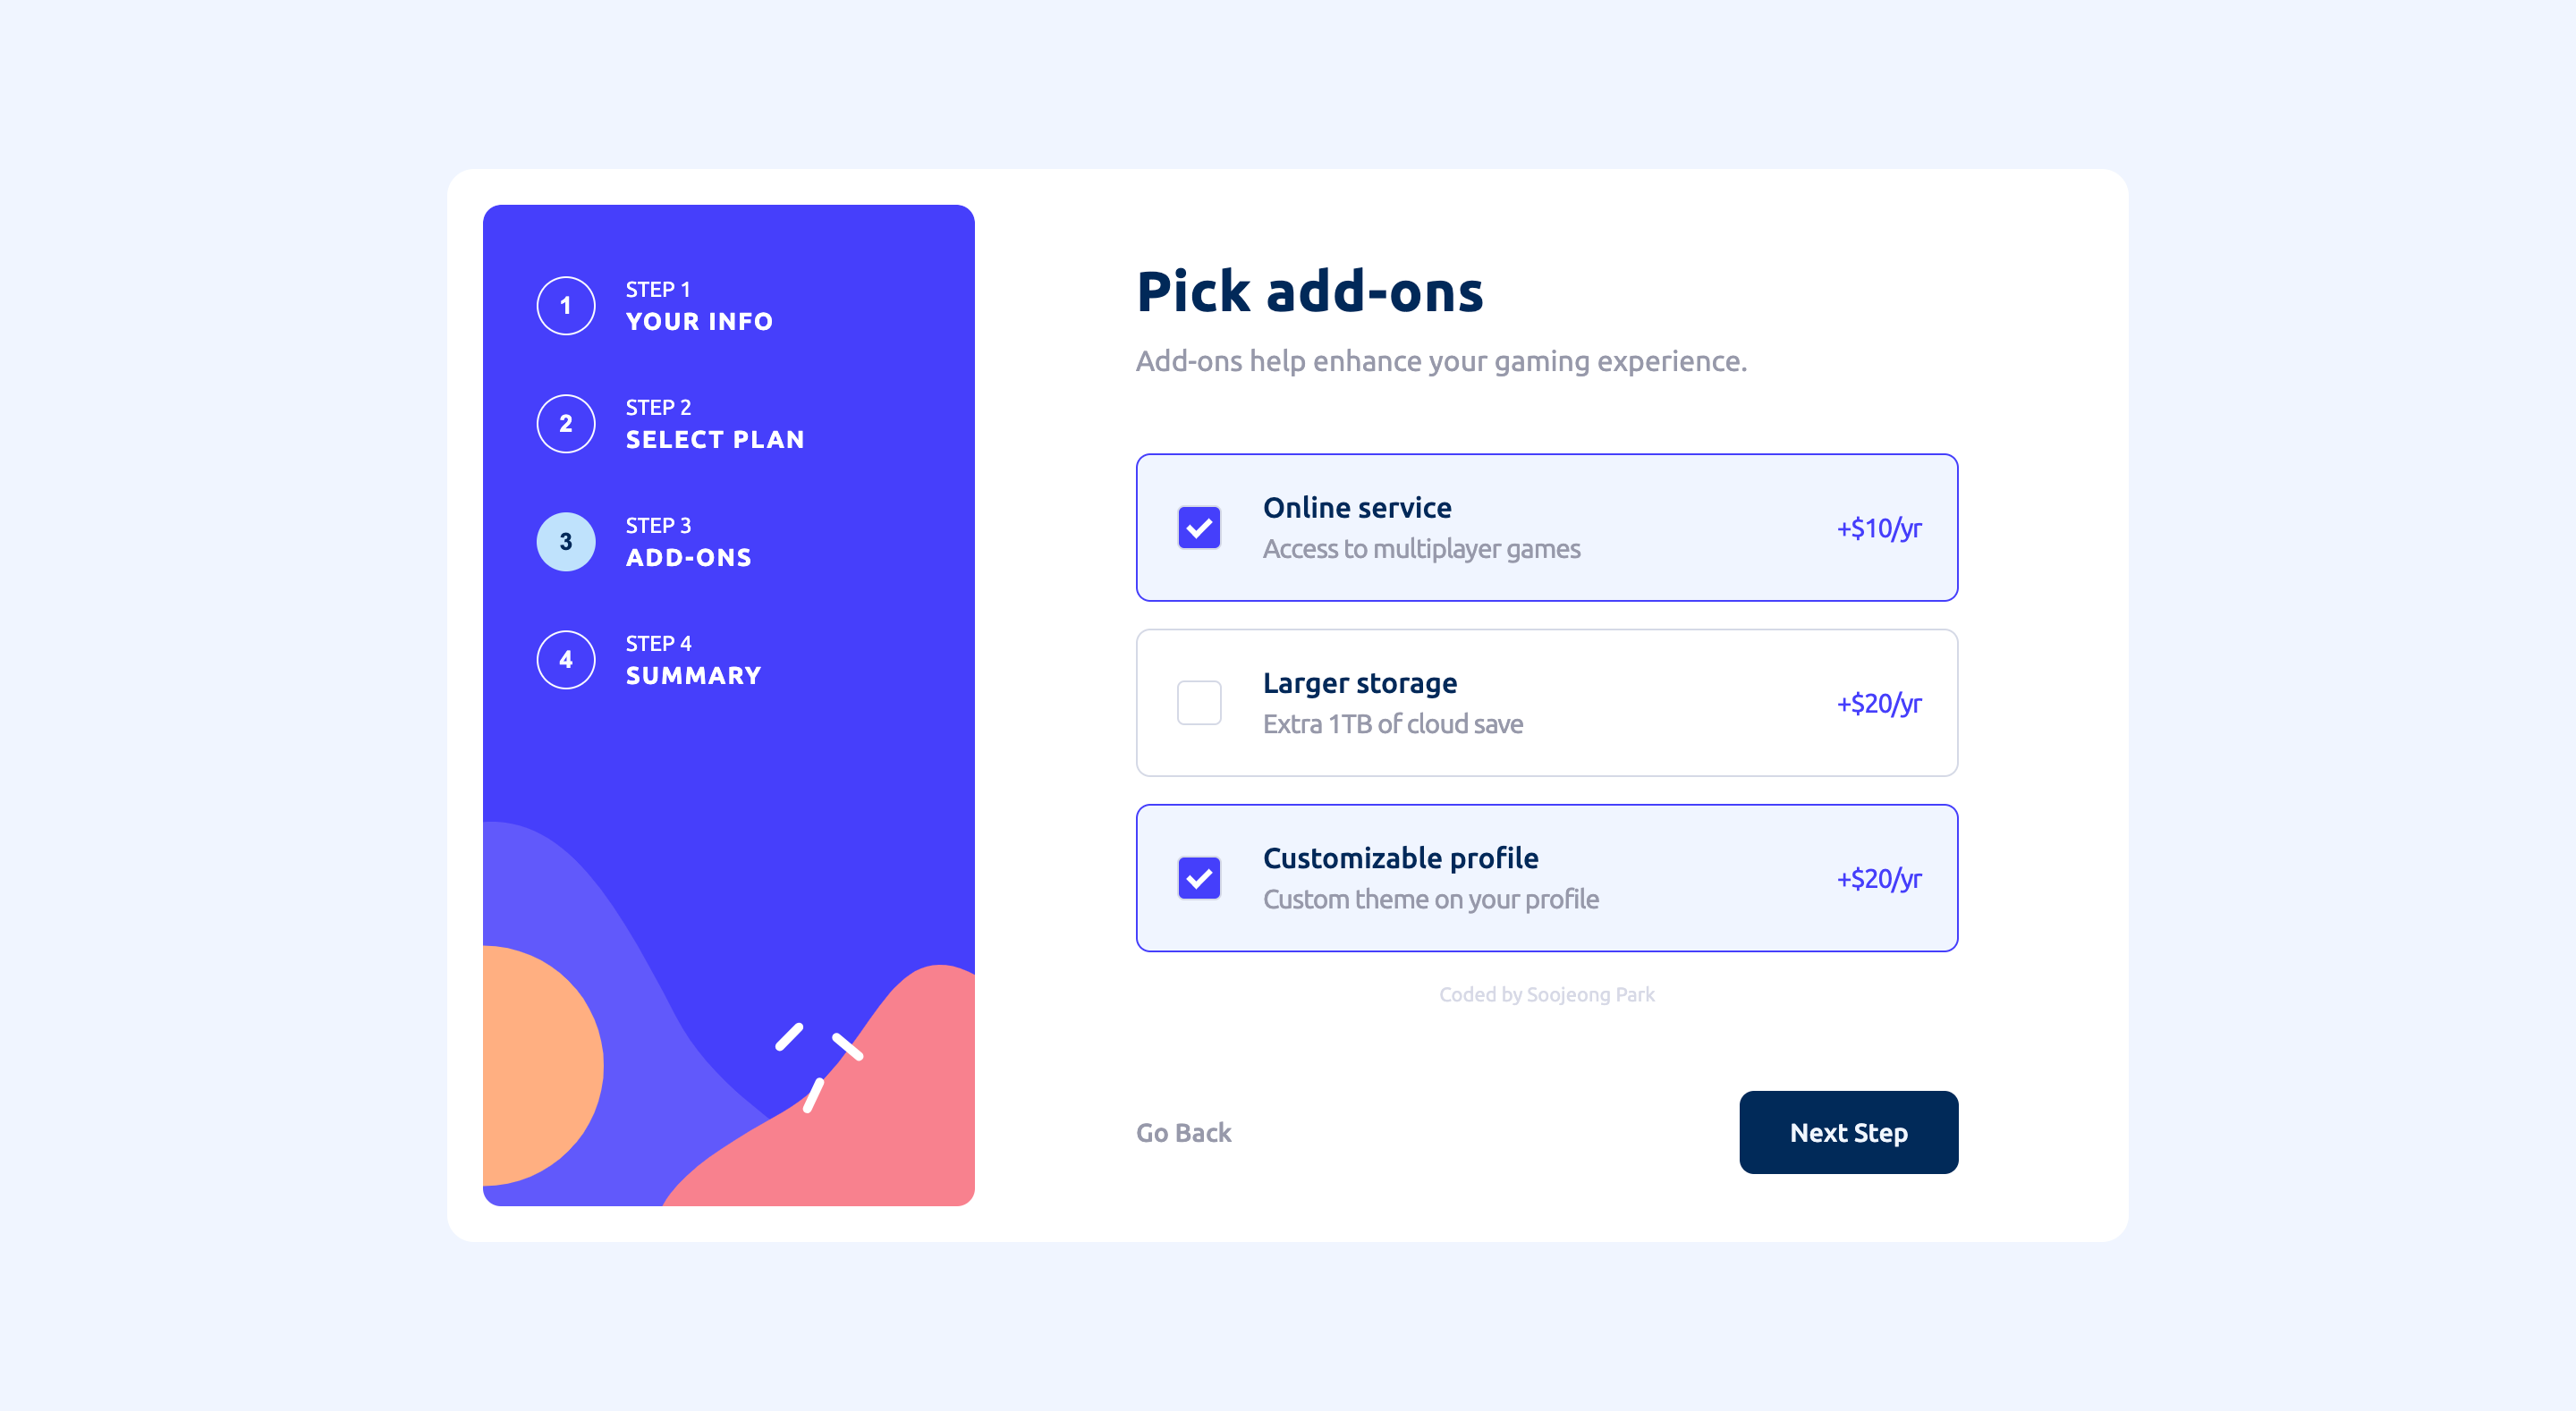 1
STEP 1
YOUR INFO
2
STEP 2
SELECT PLAN
3
STEP 3
ADD-ONS
4
STEP 4
SUMMARY
Pick add-ons
Add-ons help enhance your gaming experience.
Online service
Access to multiplayer games
+$10/yr
Larger storage
Extra 1TB of cloud save
+$20/yr
Customizable profile
Custom theme on your profile
+$20/yr
Coded by Soojeong Park
Go Back
Next Step